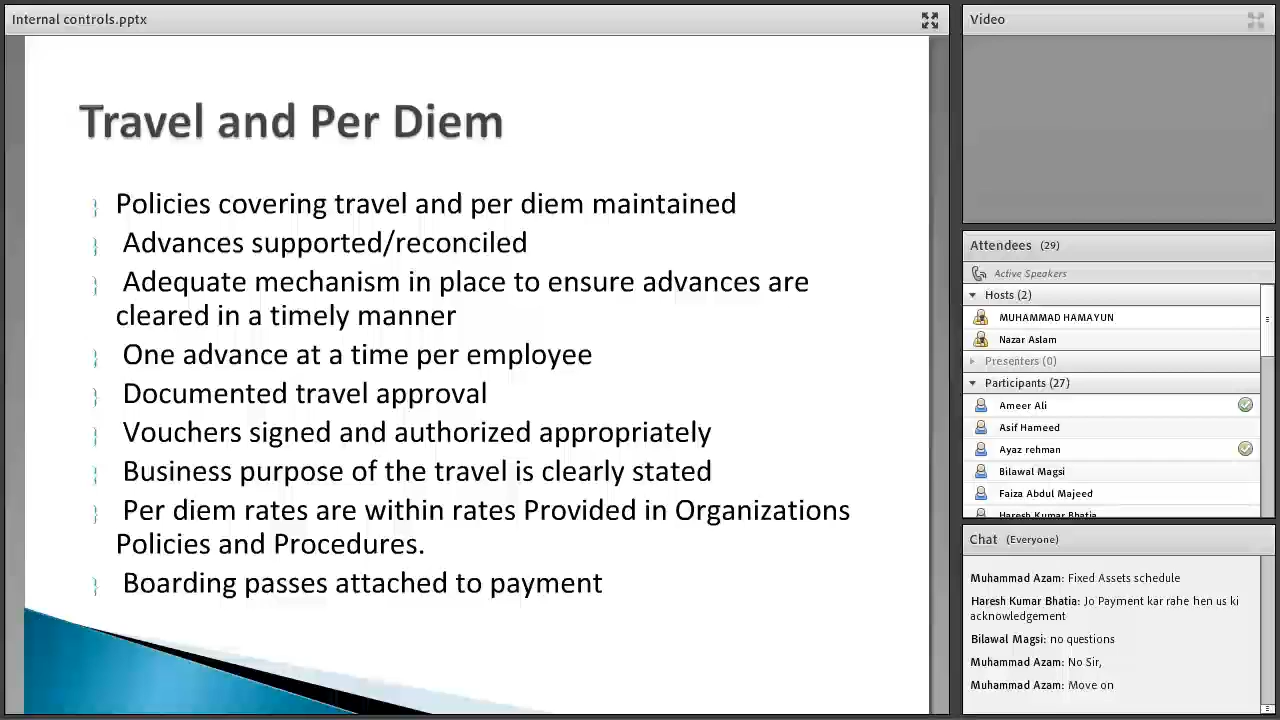 Internal controls.pptx
Travel and Per Diem
Policies covering travel and per diem maintained
Advances supported/reconciled
Adequate mechanism in place to ensure advances are
cleared in a timely manner
One advance at a time per employee
Documented travel approval
Vouchers signed and authorized appropriately
Business purpose of the travel is clearly stated
Per diem rates are within rates Provided in Organizations
Policies and Procedures.
Boarding passes attached to payment
Video
Attendees (29)
Active Speakers
Hosts (2)
MUHAMMAD HAMAYUN
Nazar Aslam
Presenters (0)
Participants (27)
Ameer Ali
Asif Hameed
Ayaz rehman
Bilawal Magsi
Faiza Abdul Majeed
Haresh Kumar Bhatia
Chat (Everyone)
Muhammad Azam: Fixed Assets schedule
Haresh Kumar Bhatia: Jo Payment kar rahe hen us ki
acknowledgement
Bilawal Magsi: no questions
Muhammad Azam: No Sir,
Muhammad Azam: Move on